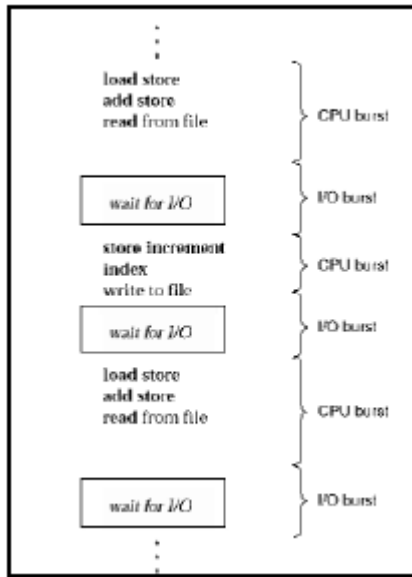 load store
add store
read from file
CPU burst
wait for I/O
I/O burst
store increment
index
write to file
CPU burst
wait for I/O
I/O burst
load store
add store
read from file
CPU burst
wait for I/O
I/O burst